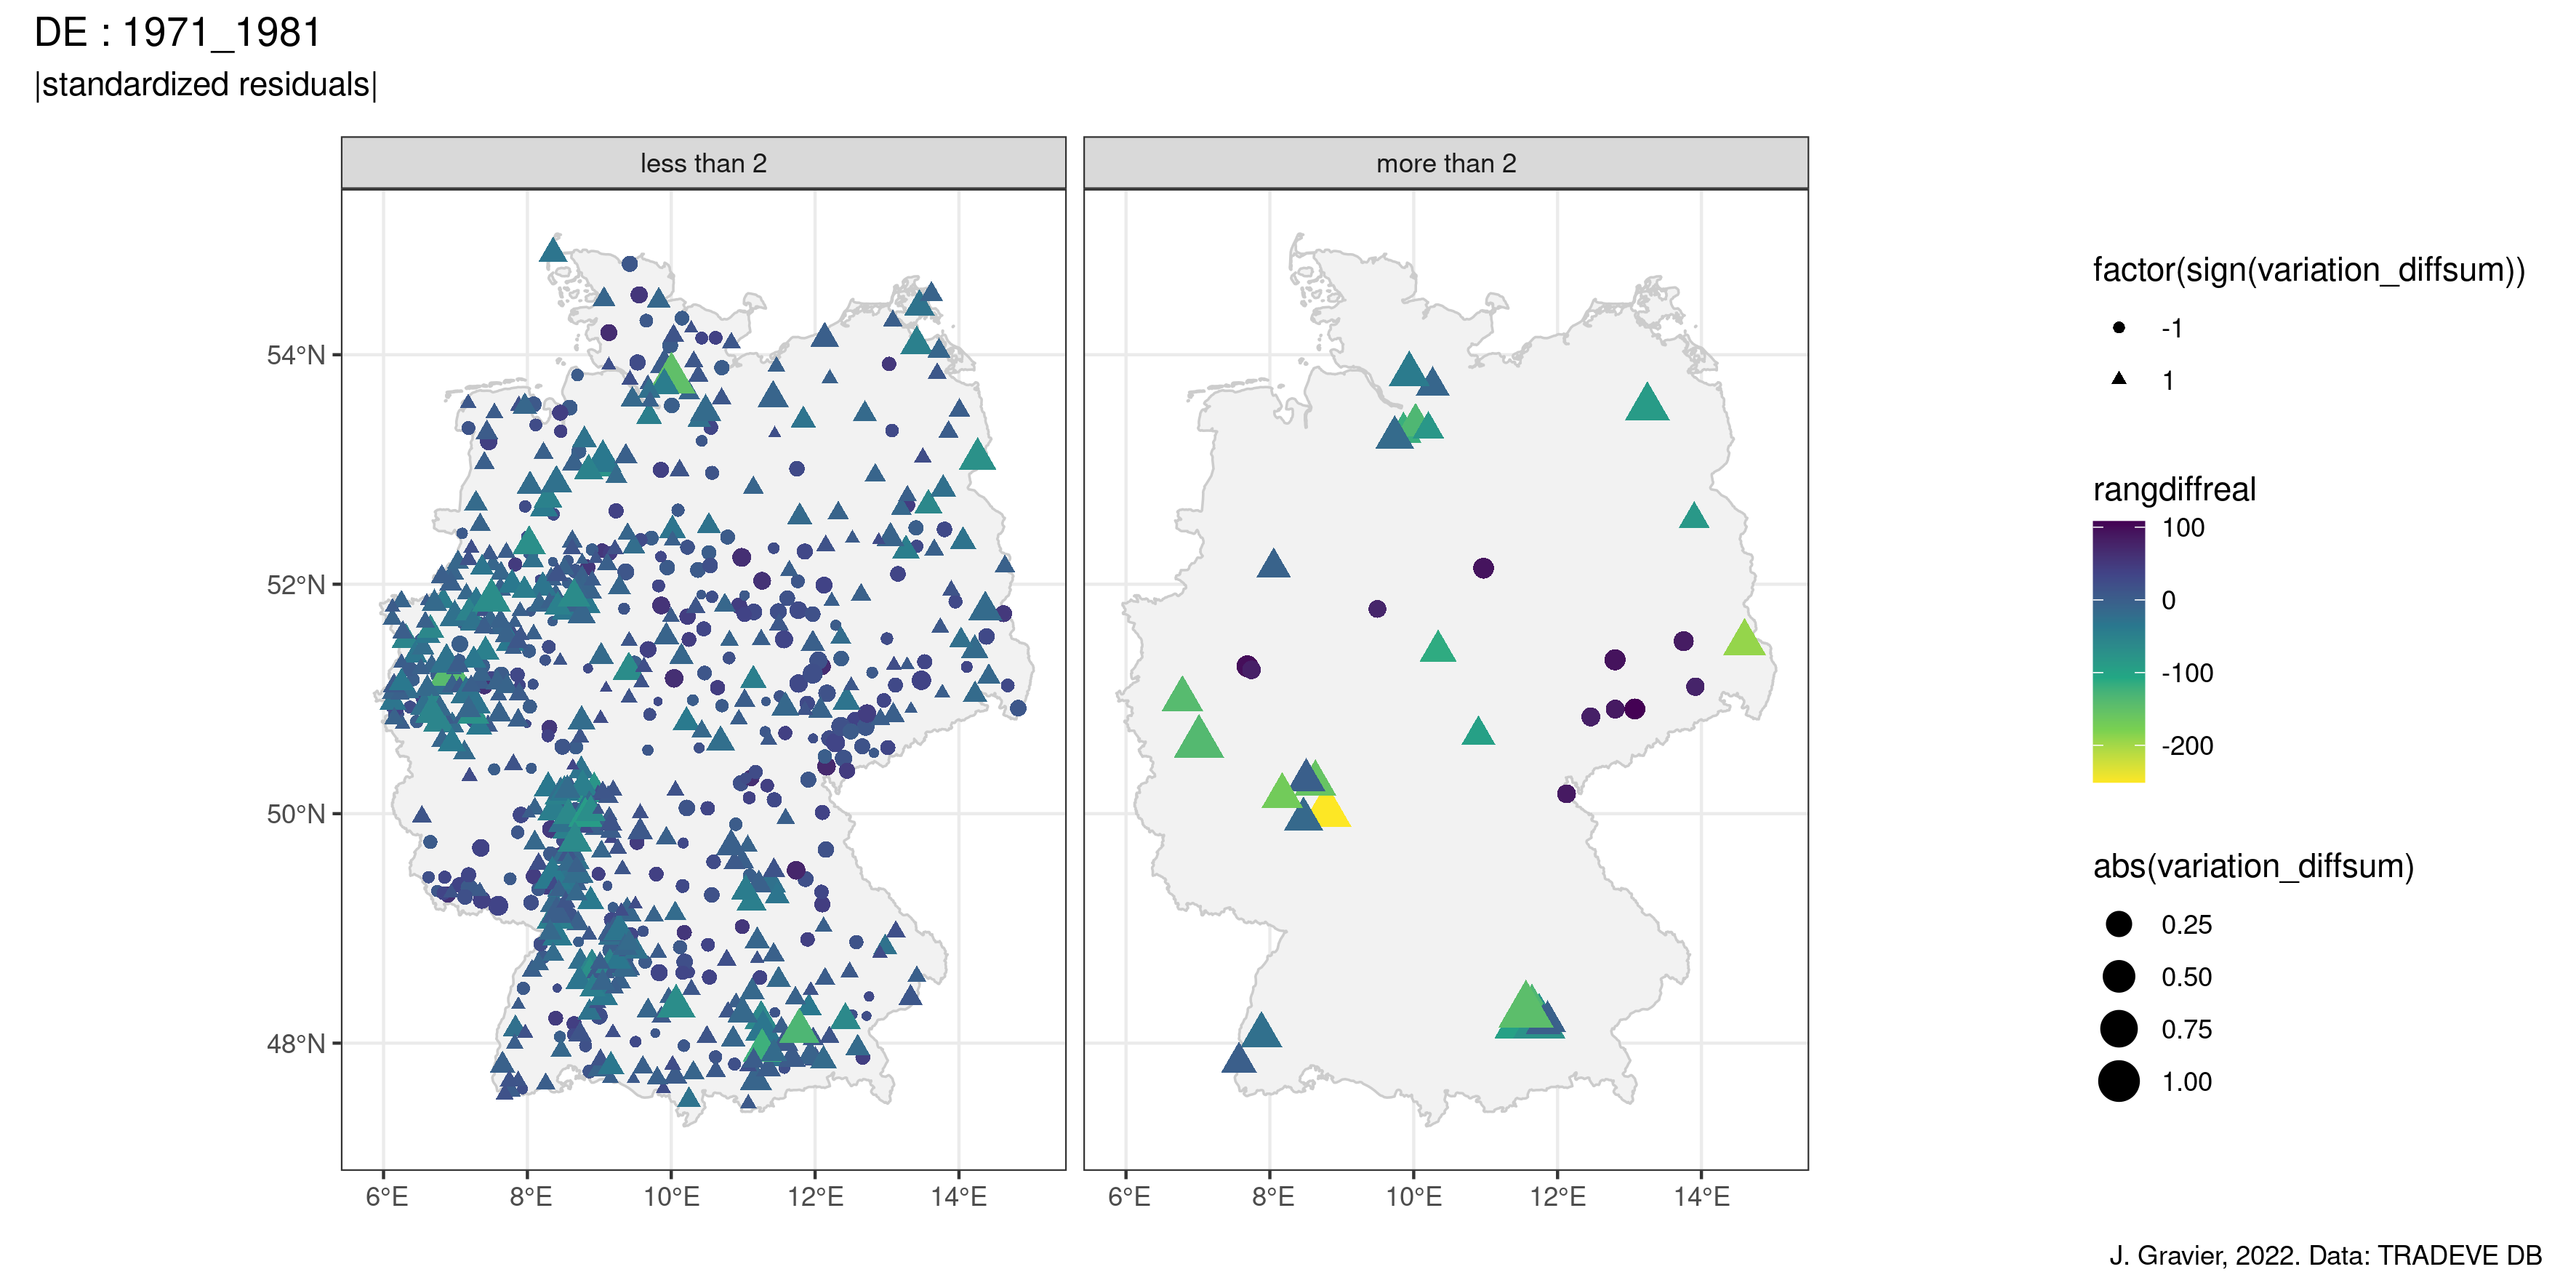 DE : 1971_1981
|standardized residuals|
less than 2
more than 2
54°N
52°N
50°N
48°N
6°E
8°E
10°E
12°E
14°E
6°E
8°E
10°E
12°E
14°E
factor(sign(variation_diffsum))
-1
1
rangdiffreal
100
0
-100
-200
abs(variation_diffsum)
0.25
0.50
0.75
1.00
J. Gravier, 2022. Data: TRADEVE DB